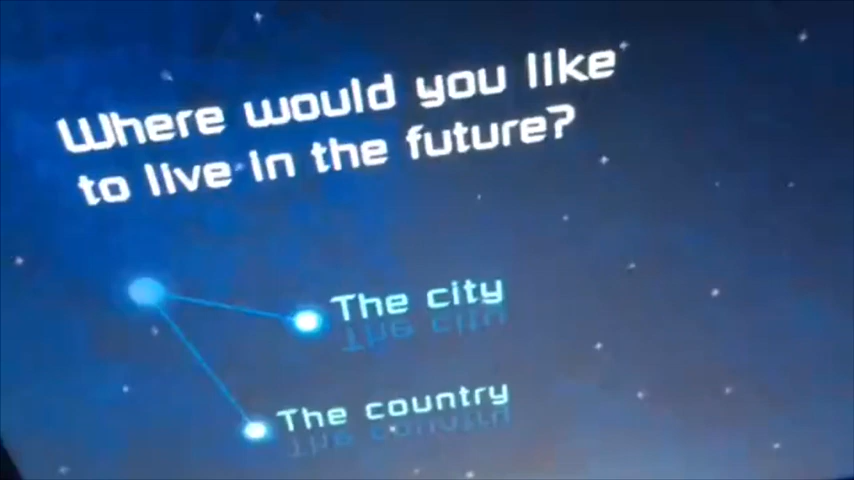 Where would you like
to live in the future?
The city
The country